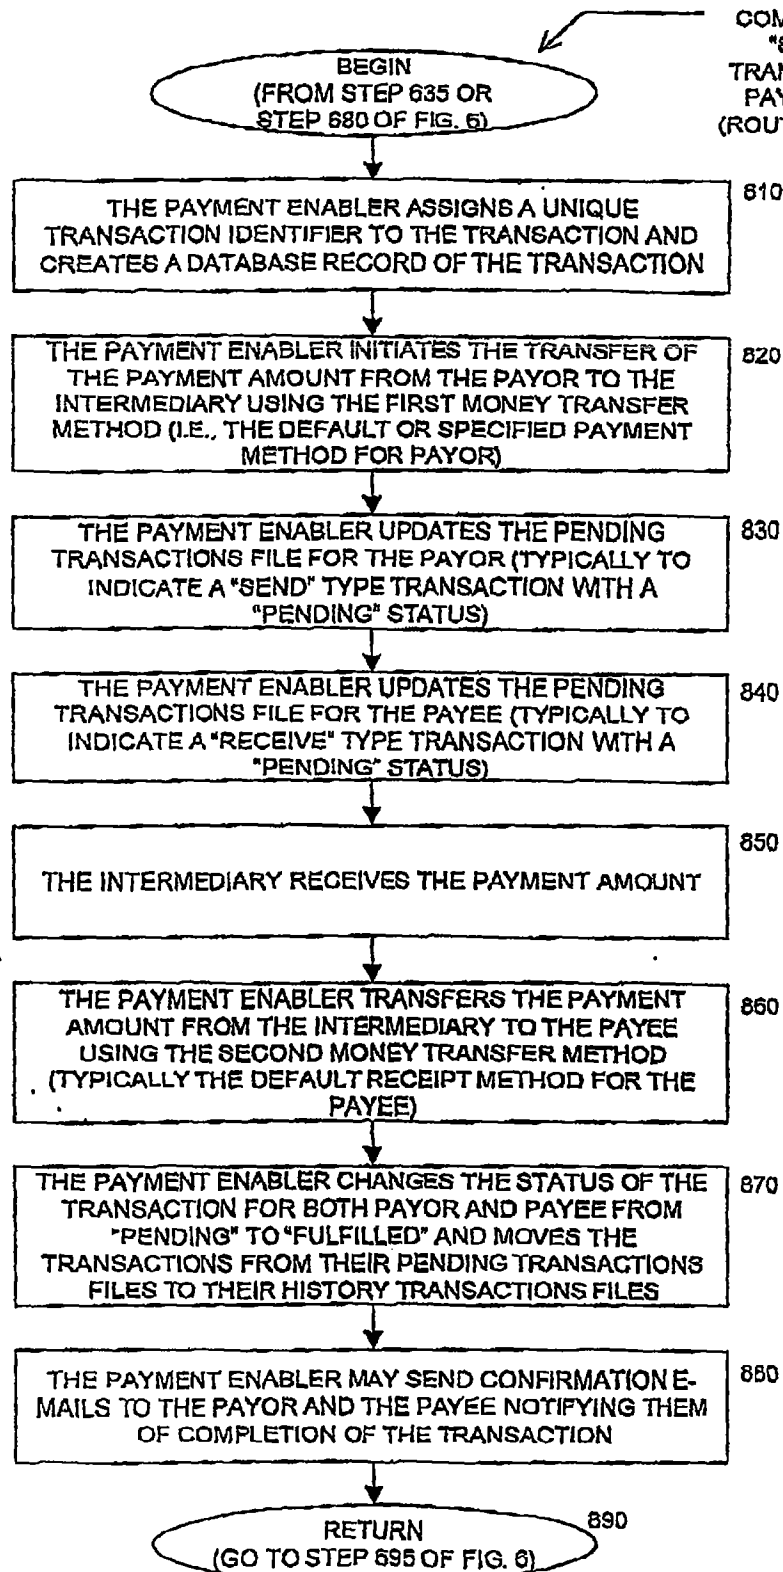 COM
"S
TRAN
PAY
(ROUT
BEGIN
(FROM STEP 635 OR
STEP 680 OF FIG. 6)
810
THE PAYMENT ENABLER ASSIGNS A UNIQUE
TRANSACTION IDENTIFIER TO THE TRANSACTION AND
CREATES A DATABASE RECORD OF THE TRANSACTION
820
THE PAYMENT ENABLER INITIATES THE TRANSFER OF
THE PAYMENT AMOUNT FROM THE PAYOR TO THE
INTERMEDIARY USING THE FIRST MONEY TRANSFER
METHOD (I.E., THE DEFAULT OR SPECIFIED PAYMENT
METHOD FOR PAYOR)
830
THE PAYMENT ENABLER UPDATES THE PENDING
TRANSACTIONS FILE FOR THE PAYOR (TYPICALLY TO
INDICATE A "SEND" TYPE TRANSACTION WITH A
"PENDING" STATUS)
840
THE PAYMENT ENABLER UPDATES THE PENDING
TRANSACTIONS FILE FOR THE PAYEE (TYPICALLY TO
INDICATE A "RECEIVE" TYPE TRANSACTION WITH A
"PENDING" STATUS)
850
THE INTERMEDIARY RECEIVES THE PAYMENT AMOUNT
860
THE PAYMENT ENABLER TRANSFERS THE PAYMENT
AMOUNT FROM THE INTERMEDIARY TO THE PAYEE
USING THE SECOND MONEY TRANSFER METHOD
(TYPICALLY THE DEFAULT RECEIPT METHOD FOR THE
PAYEE)
870
THE PAYMENT ENABLER CHANGES THE STATUS OF THE
TRANSACTION FOR BOTH PAYOR AND PAYEE FROM
"PENDING" TO "FULFILLED" AND MOVES THE
TRANSACTIONS FROM THEIR PENDING TRANSACTIONS
FILES TO THEIR HISTORY TRANSACTIONS FILES
880
THE PAYMENT ENABLER MAY SEND CONFIRMATION E-
MAILS TO THE PAYOR AND THE PAYEE NOTIFYING THEM
OF COMPLETION OF THE TRANSACTION
890
RETURN
(GO TO STEP 695 OF FIG. 6)